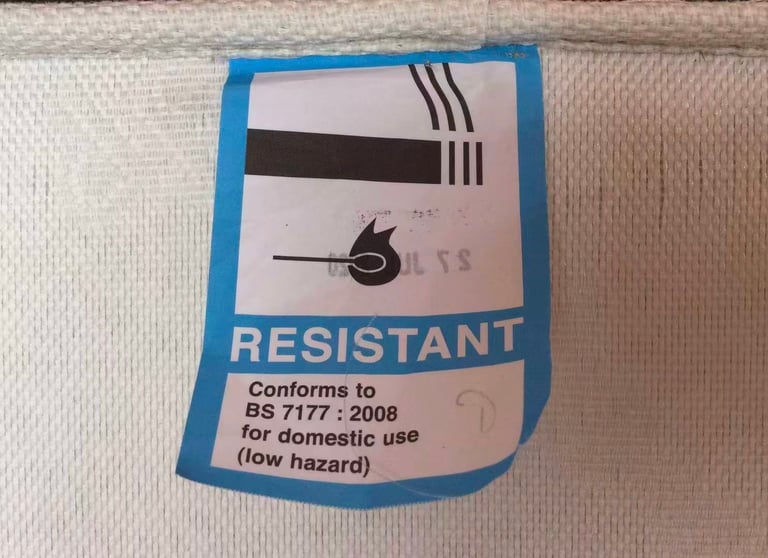 RESISTANT
Conforms to
BS 7177 : 2008
for domestic use
(low hazard)